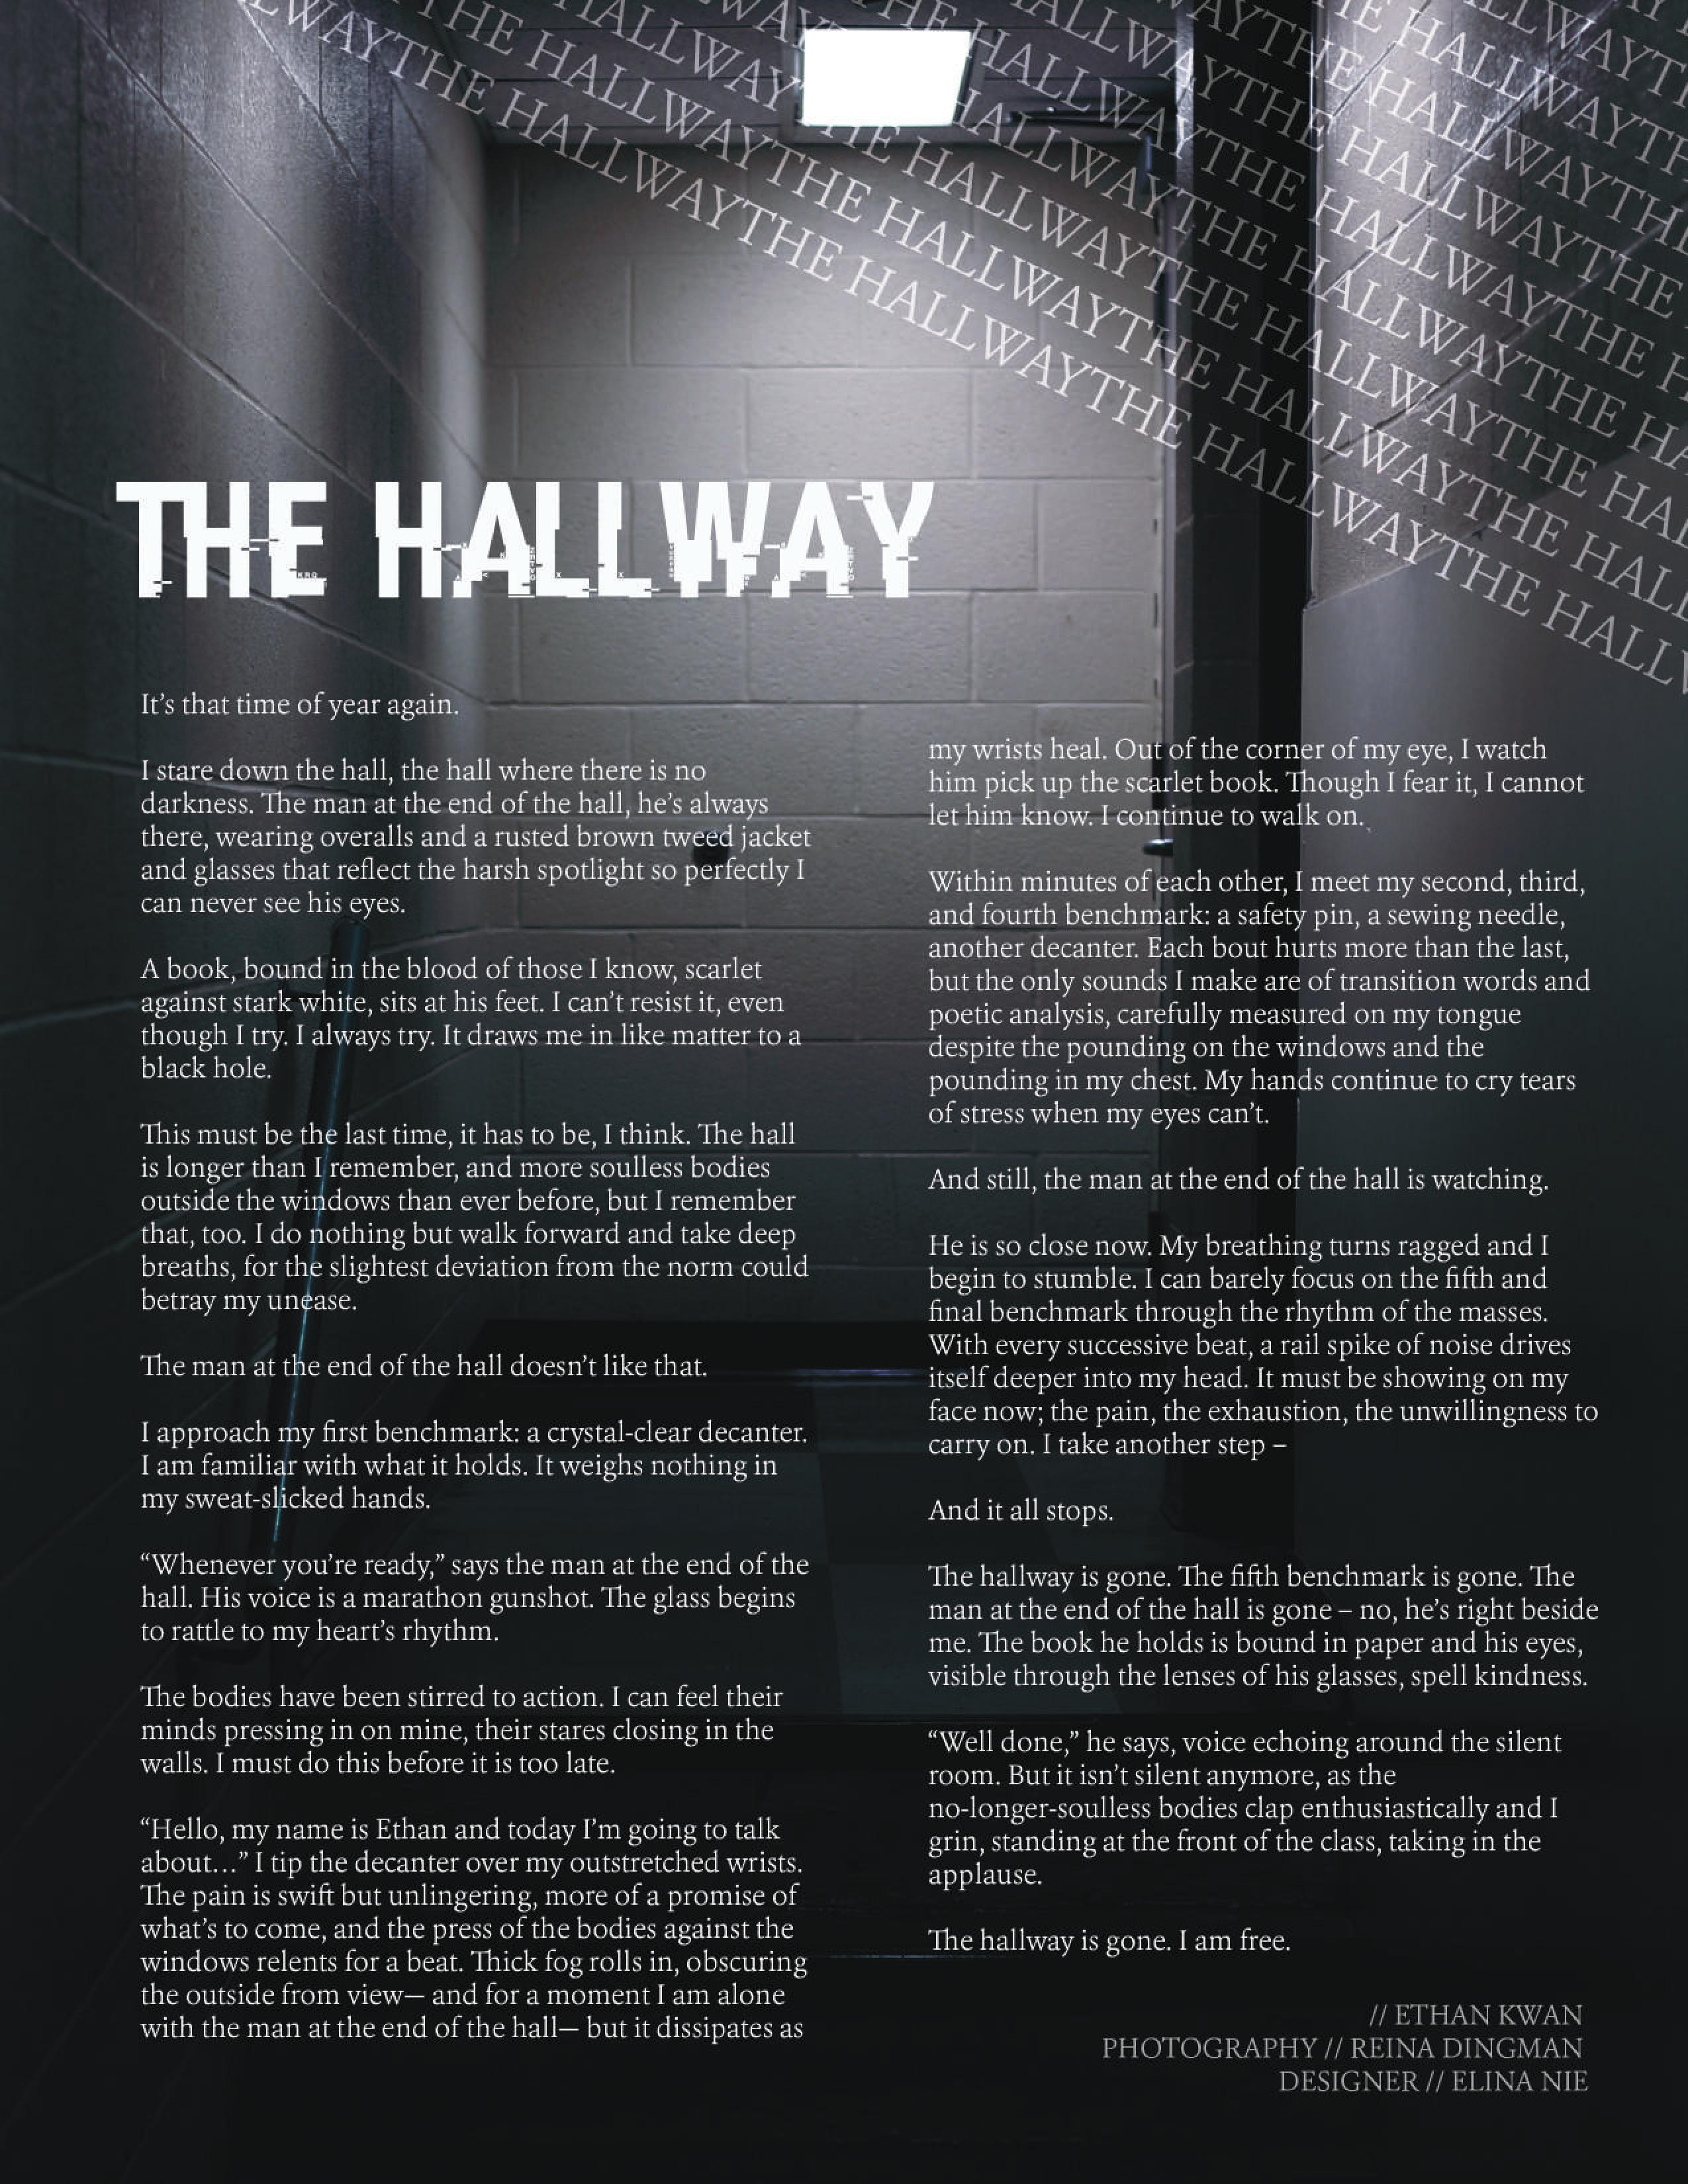 THE HALLWAY
It’s that time of year again.
I stare down the hall, the hall where there is no
darkness. The man at the end of the hall, he’s always
there, wearing overalls and a rusted brown tweed jacket
and glasses that reflect the harsh spotlight so perfectly I
can never see his eyes.
A book, bound in the blood of those I know, scarlet
against stark white, sits at his feet. I can’t resist it, even
though I try. I always try. It draws me in like matter to a
black hole.
This must be the last time, it has to be, I think. The hall
is longer than I remember, and more soulless bodies
outside the windows than ever before, but I remember
that, too. I do nothing but walk forward and take deep
breaths, for the slightest deviation from the norm could
betray my unease.
The man at the end of the hall doesn’t like that.
I approach my first benchmark: a crystal-clear decanter.
I am familiar with what it holds. It weighs nothing in
my sweat-slicked hands.
“Whenever you’re ready,” says the man at the end of the
hall. His voice is a marathon gunshot. The glass begins
to rattle to my heart’s rhythm.
The bodies have been stirred to action. I can feel their
minds pressing in on mine, their stares closing in the
walls. I must do this before it is too late.
“Hello, my name is Ethan and today I’m going to talk
about…” I tip the decanter over my outstretched wrists.
The pain is swift but unlingering, more of a promise of
what’s to come, and the press of the bodies against the
windows relents for a beat. Thick fog rolls in, obscuring
the outside from view— and for a moment I am alone
with the man at the end of the hall— but it dissipates as
my wrists heal. Out of the corner of my eye, I watch
him pick up the scarlet book. Though I fear it, I cannot
let him know. I continue to walk on.
Within minutes of each other, I meet my second, third,
and fourth benchmark: a safety pin, a sewing needle,
another decanter. Each bout hurts more than the last,
but the only sounds I make are of transition words and
poetic analysis, carefully measured on my tongue
despite the pounding on the windows and the
pounding in my chest. My hands continue to cry tears
of stress when my eyes can’t.
And still, the man at the end of the hall is watching.
He is so close now. My breathing turns ragged and I
begin to stumble. I can barely focus on the fifth and
final benchmark through the rhythm of the masses.
With every successive beat, a rail spike of noise drives
itself deeper into my head. It must be showing on my
face now; the pain, the exhaustion, the unwillingness to
carry on. I take another step –
And it all stops.
The hallway is gone. The fifth benchmark is gone. The
man at the end of the hall is gone – no, he’s right beside
me. The book he holds is bound in paper and his eyes,
visible through the lenses of his glasses, spell kindness.
“Well done,” he says, voice echoing around the silent
room. But it isn’t silent anymore, as the
no-longer-soulless bodies clap enthusiastically and I
grin, standing at the front of the class, taking in the
applause.
The hallway is gone. I am free.
// ETHAN KWAN
PHOTOGRAPHY // REINA DINGMAN
DESIGNER // ELINA NIE